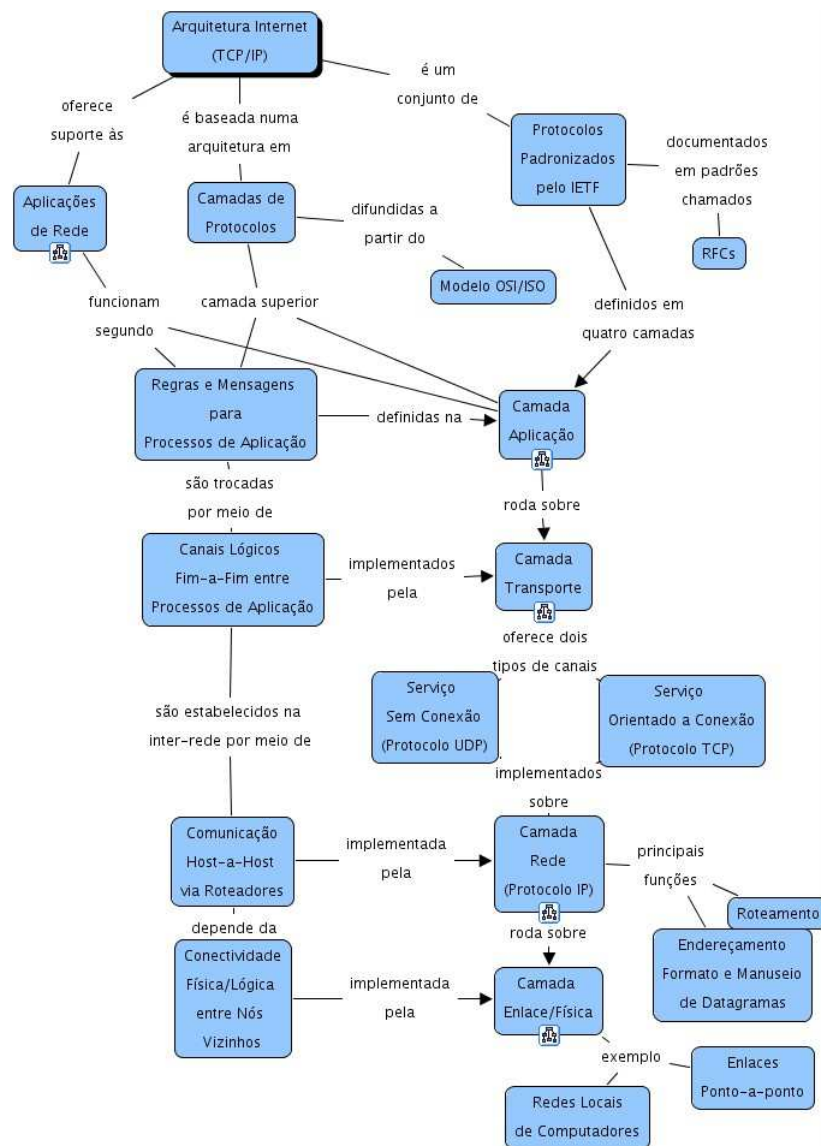 Arquitetura Internet
(TCP/IP)
oferece
suporte às
é baseada numa
arquitetura em
é um
conjunto de
Protocolos
Padronizados
pelo IETF
documentados
em padrões
chamados
RFCs
Aplicações
de Rede
Camadas de
Protocolos
difundidas a
partir do
Modelo OSI/ISO
funcionam
segundo
camada superior
definidos em
quatro camadas
Regras e Mensagens
para
Processos de Aplicação
definidas na
Camada
Aplicação
são trocadas
por meio de
roda sobre
Canais Lógicos
Fim-a-Fim entre
Processos de Aplicação
implementados
pela
Camada
Transporte
oferece dois
tipos de canais
Serviço
Sem Conexão
(Protocolo UDP)
Serviço
Orientado a Conexão
(Protocolo TCP)
são estabelecidos na
inter-rede por meio de
implementados
sobre
Comunicação
Host-a-Host
via Roteadores
implementada
pela
Camada
Rede
(Protocolo IP)
principais
funções
Roteamento
Endereçamento
Formato e Manuseio
de Datagramas
depende da
roda sobre
Conectividade
Física/Lógica
entre Nós
Vizinhos
implementada
pela
Camada
Enlace/Física
exemplo
Enlaces
Ponto-a-ponto
Redes Locais
de Computadores